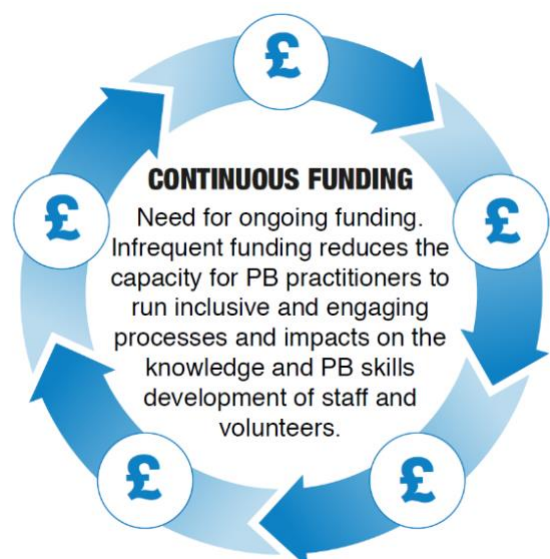 £
CONTINUOUS FUNDING
Need for ongoing funding.
Infrequent funding reduces the
capacity for PB practitioners to
run inclusive and engaging
processes and impacts on the
knowledge and PB skills
development of staff and
volunteers.
£
£
£
£